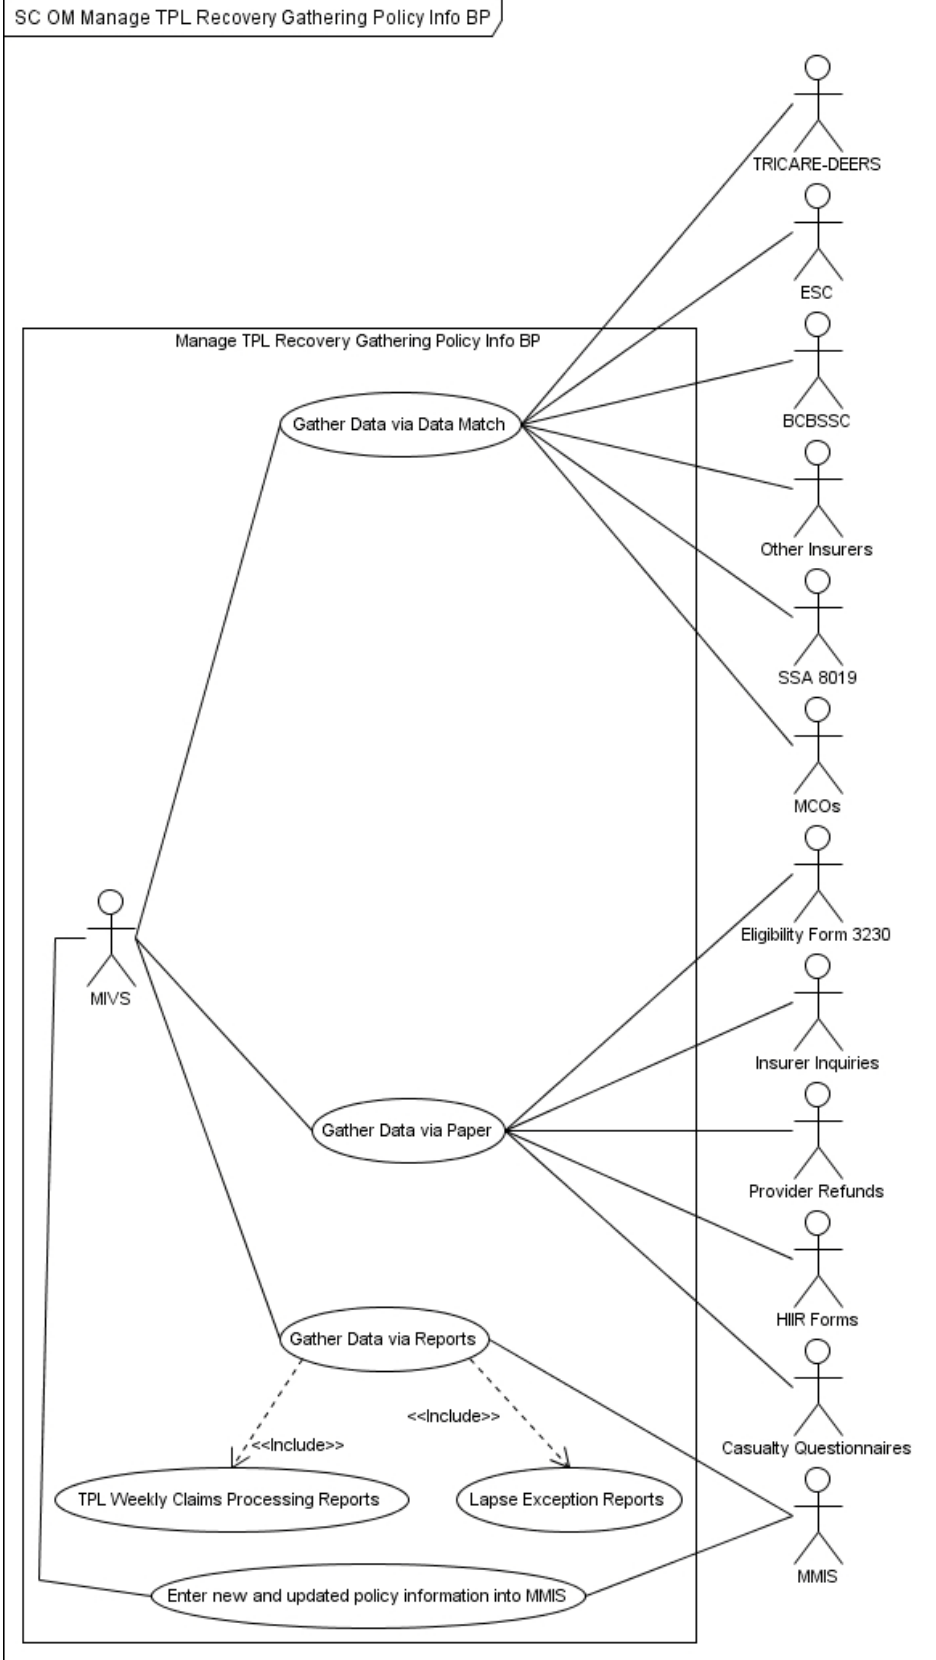 SC OM Manage TPL Recovery Gathering Policy Info BP
TRICARE-DEERS
ESC
Manage TPL Recovery Gathering Policy Info BP
BCBSSC
Gather Data via Data Match
Other Insurers
SSA 8019
MCOs
Eligibility Form 3230
MIVS
Insurer Inquiries
Gather Data via Paper
Provider Refunds
HIIR Forms
Gather Data via Reports
<<Include>>
<<Include>>
Casualty Questionnaires
TPL Weekly Claims Processing Reports
Lapse Exception Reports
MMIS
Enter new and updated policy information into MMIS